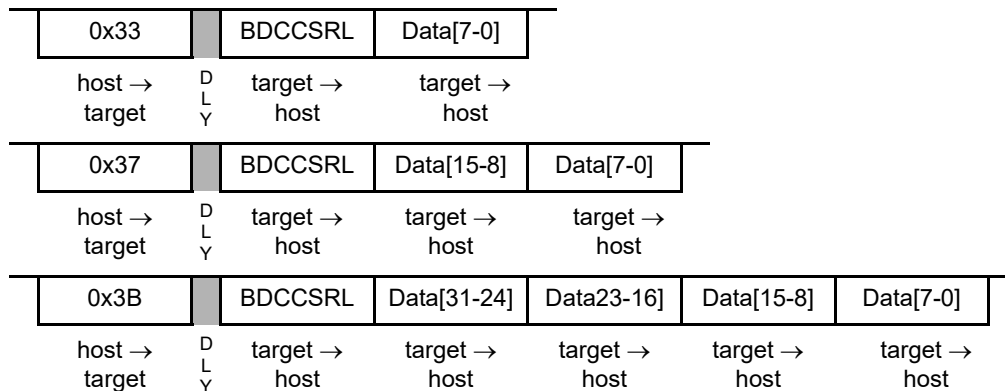 0x33 BDCCSRL Data[7-0]
host → D L Y target → target →
target host host
0x37 BDCCSRL Data[15-8] Data[7-0]
host → D L Y target → target → target →
target host host host
0x3B BDCCSRL Data[31-24] Data23-16] Data[15-8] Data[7-0]
host → D L Y target → target → target → target → target →
target host host host host host